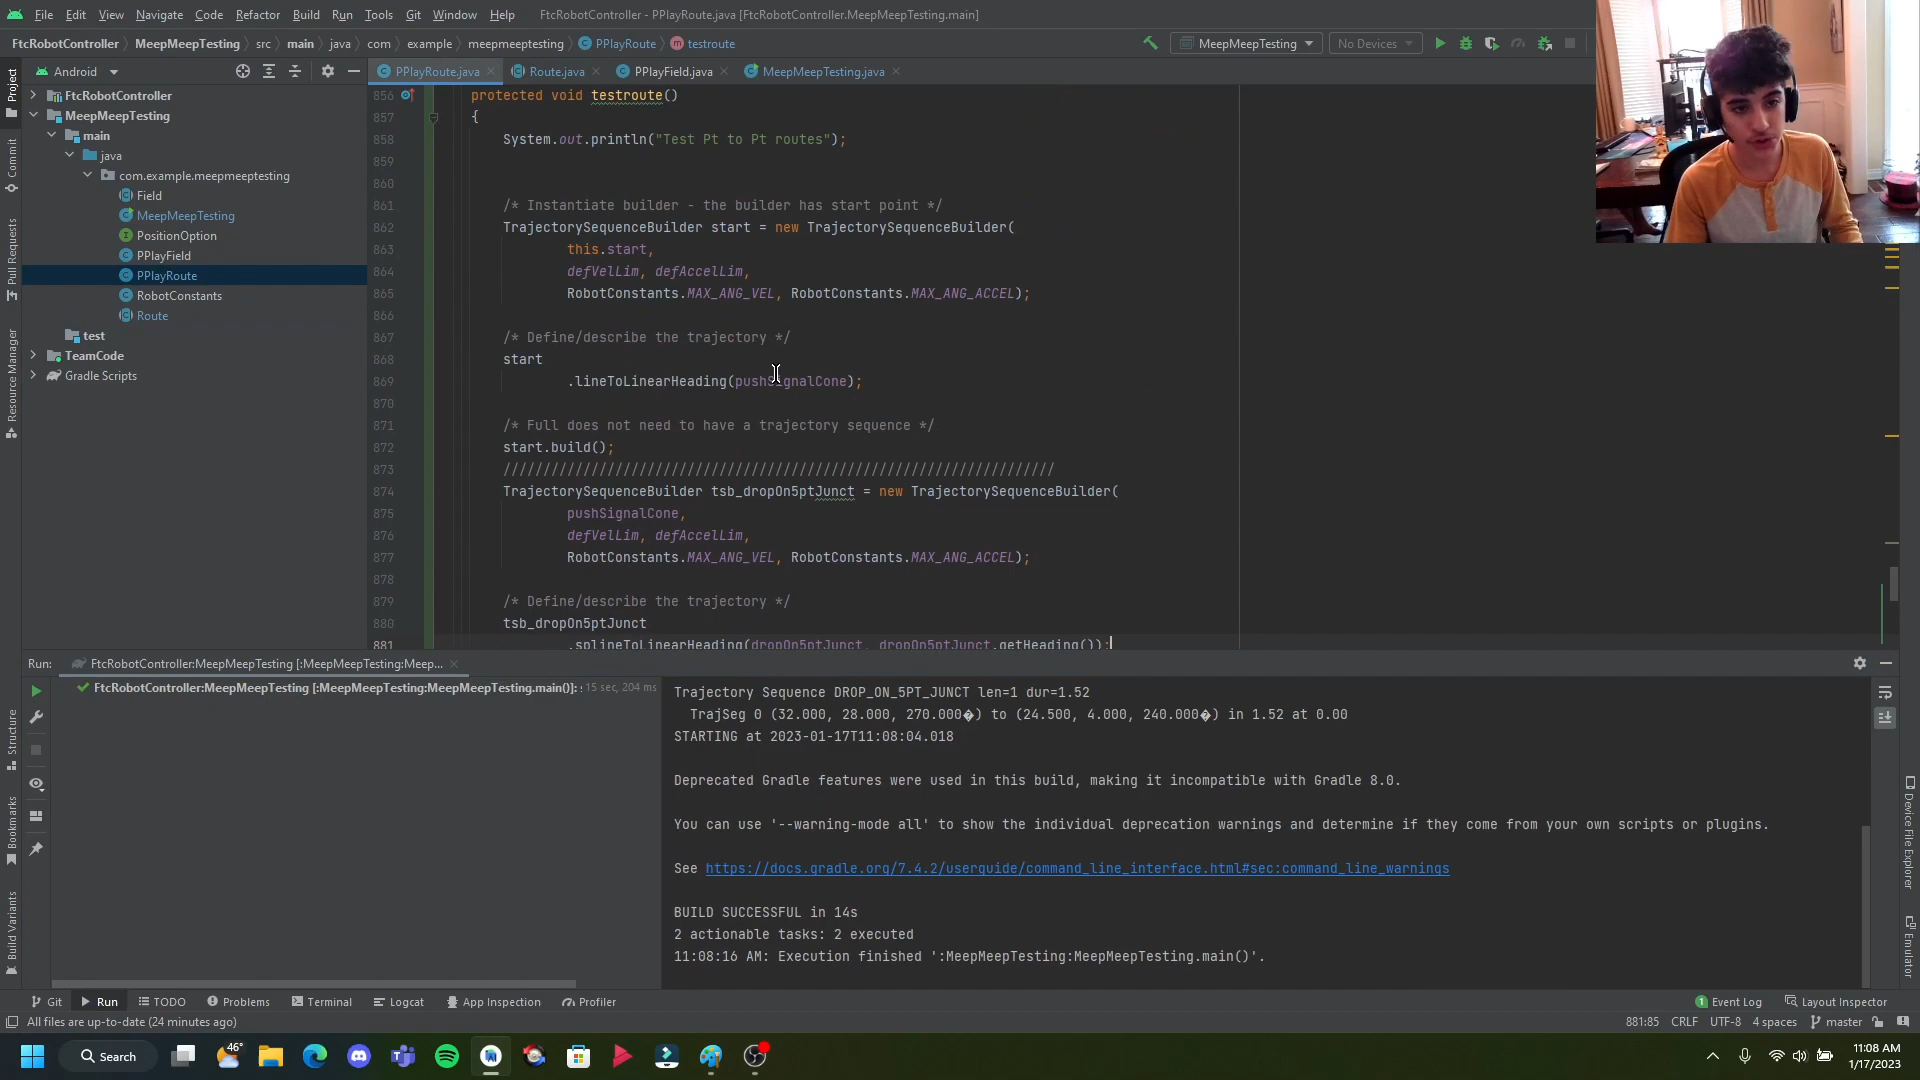 File Edit View Navigate Code Refactor Build Run Tools Git Window Help FtcRobotController - PPlayRoute.java [FtcRobotController.MeepMeepTesting.main]
FtcRobotController MeepMeepTesting src main java com example meepmeeptesting PPlayRoute testroute MeepMeepTesting No Devices
Project
Commit
Pull Requests
Resource Manager
Structure
Bookmarks
Build Variants
Android
FtcRobotController
MeepMeepTesting
main
java
com.example.meepmeeptesting
Field
MeepMeepTesting
PositionOption
PPlayField
PPlayRoute
RobotConstants
Route
test
TeamCode
Gradle Scripts
PPlayRoute.java Route.java PPlayField.java MeepMeepTesting.java
856 protected void testroute()
857 {
858 System.out.println("Test Pt to Pt routes");
859
860
861 /* Instantiate builder - the builder has start point */
862 TrajectorySequenceBuilder start = new TrajectorySequenceBuilder(
863 this.start,
864 defVelLim, defAccelLim,
865 RobotConstants.MAX_ANG_VEL, RobotConstants.MAX_ANG_ACCEL);
866
867 /* Define/describe the trajectory */
868 start
869 .lineToLinearHeading(pushSignalCone);
870
871 /* Full does not need to have a trajectory sequence */
872 start.build();
873 /////////////////////////////////////////////////////////////////////
874 TrajectorySequenceBuilder tsb_dropOn5ptJunct = new TrajectorySequenceBuilder(
875 pushSignalCone,
876 defVelLim, defAccelLim,
877 RobotConstants.MAX_ANG_VEL, RobotConstants.MAX_ANG_ACCEL);
878
879 /* Define/describe the trajectory */
880 tsb_dropOn5ptJunct
881 .splineToLinearHeading(dropOn5ptJunct, dropOn5ptJunct.getHeading());
Run: FtcRobotController:MeepMeepTesting [:MeepMeepTesting:Meep...
FtcRobotController:MeepMeepTesting [:MeepMeepTesting:MeepMeepTesting.main()]: 15 sec, 204 ms
Trajectory Sequence DROP_ON_5PT_JUNCT len=1 dur=1.52
TrajSeg 0 (32.000, 28.000, 270.000�) to (24.500, 4.000, 240.000�) in 1.52 at 0.00
STARTING at 2023-01-17T11:08:04.018
Deprecated Gradle features were used in this build, making it incompatible with Gradle 8.0.
You can use '--warning-mode all' to show the individual deprecation warnings and determine if they come from your own scripts or plugins.
See https://docs.gradle.org/7.4.2/userguide/command_line_interface.html#sec:command_line_warnings
BUILD SUCCESSFUL in 14s
2 actionable tasks: 2 executed
11:08:16 AM: Execution finished ':MeepMeepTesting:MeepMeepTesting.main()'.
Device File Explorer
Emulator
Git Run TODO Problems Terminal Logcat App Inspection Profiler 1 Event Log Layout Inspector
All files are up-to-date (24 minutes ago) 881:85 CRLF UTF-8 4 spaces master
Search 46° 11:08 AM
1/17/2023